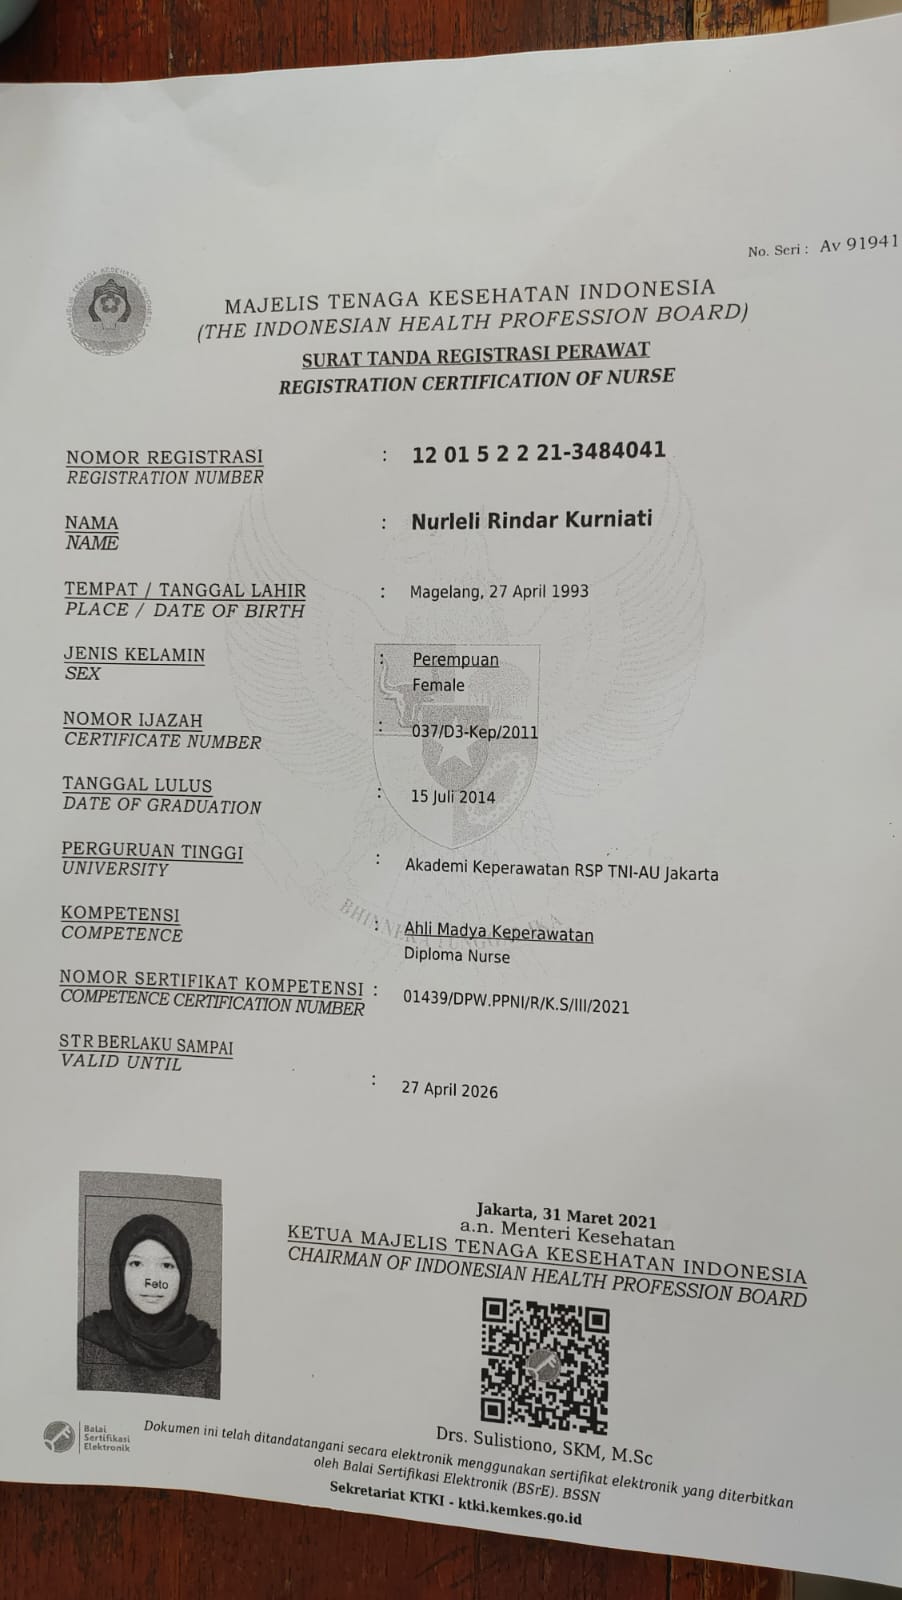 No. Seri : Av 91941
MAJELIS TENAGA KESEHATAN INDONESIA
(THE INDONESIAN HEALTH PROFESSION BOARD)
SURAT TANDA REGISTRASI PERAWAT
REGISTRATION CERTIFICATION OF NURSE
NOMOR REGISTRASI : 12 01 5 2 2 21-3484041
REGISTRATION NUMBER
NAMA : Nurleli Rindar Kurniati
NAME
TEMPAT / TANGGAL LAHIR : Magelang, 27 April 1993
PLACE / DATE OF BIRTH
JENIS KELAMIN : Perempuan
SEX Female
NOMOR IJAZAH : 037/D3-Kep/2011
CERTIFICATE NUMBER
TANGGAL LULUS : 15 Juli 2014
DATE OF GRADUATION
PERGURUAN TINGGI : Akademi Keperawatan RSP TNI-AU Jakarta
UNIVERSITY
KOMPETENSI : Ahli Madya Keperawatan
COMPETENCE Diploma Nurse
NOMOR SERTIFIKAT KOMPETENSI : 01439/DPW.PPNI/R/K.S/III/2021
COMPETENCE CERTIFICATION NUMBER
STR BERLAKU SAMPAI
VALID UNTIL
: 27 April 2026
Jakarta, 31 Maret 2021
a.n. Menteri Kesehatan
KETUA MAJELIS TENAGA KESEHATAN INDONESIA
CHAIRMAN OF INDONESIAN HEALTH PROFESSION BOARD
Foto
Drs. Sulistiono, SKM, M.Sc
Balai
Sertifikasi
Elektronik
Dokumen ini telah ditandatangani secara elektronik menggunakan sertifikat elektronik yang diterbitkan
oleh Balai Sertifikasi Elektronik (BSrE). BSSN
Sekretariat KTKI - ktki.kemkes.go.id